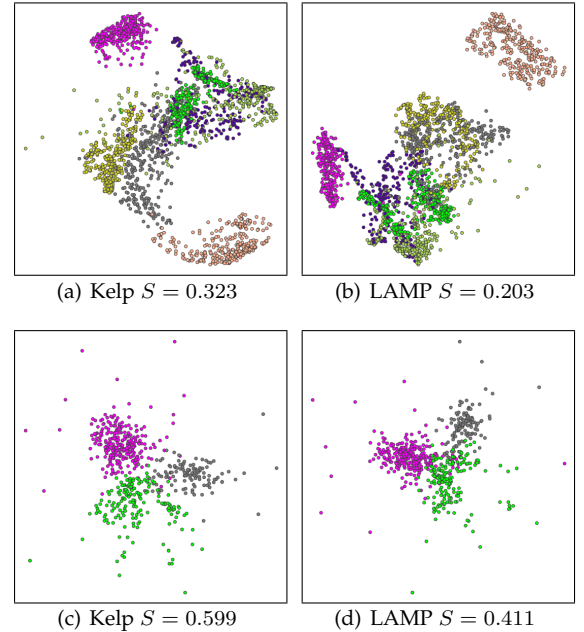 (a) Kelp S = 0.323
(b) LAMP S = 0.203
(c) Kelp S = 0.599
(d) LAMP S = 0.411